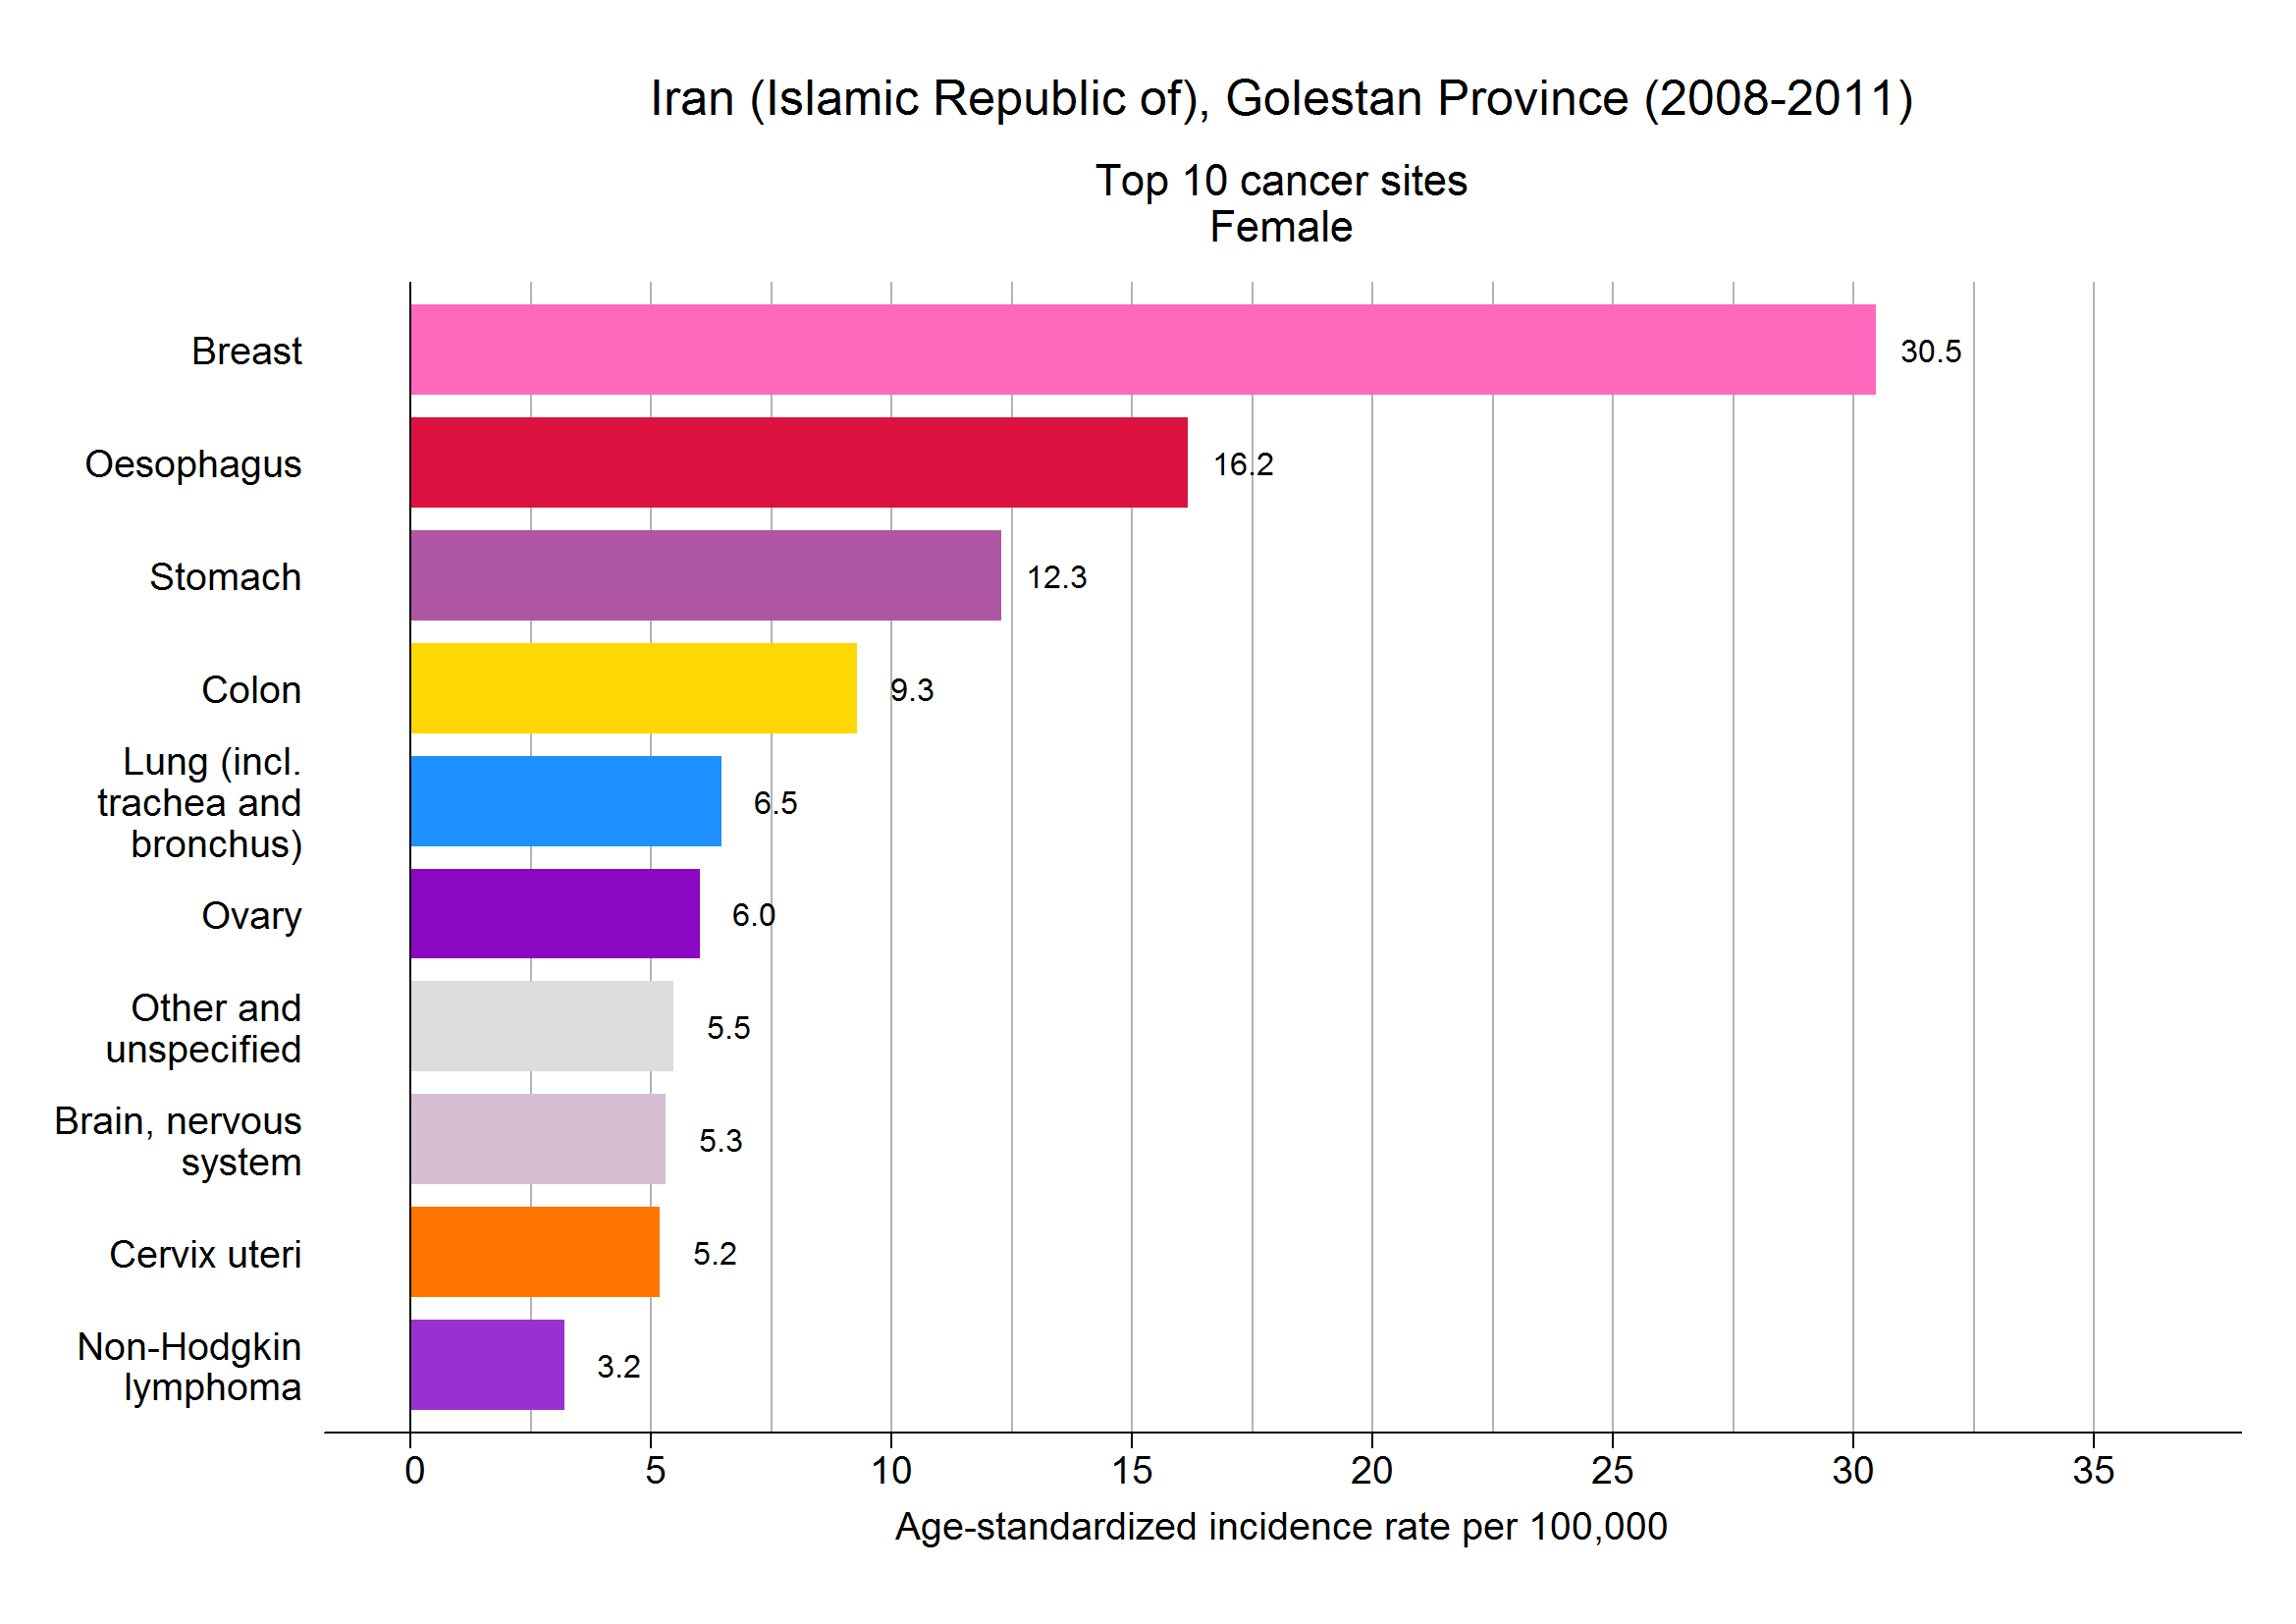 Iran (Islamic Republic of), Golestan Province (2008-2011)
Top 10 cancer sites
Female
Breast
30.5
Oesophagus
16.2
Stomach
12.3
Colon
9.3
Lung (incl.
trachea and
bronchus)
6.5
Ovary
6.0
Other and
unspecified
5.5
Brain, nervous
system
5.3
Cervix uteri
5.2
Non-Hodgkin
lymphoma
3.2
0 5 10 15 20 25 30 35
Age-standardized incidence rate per 100,000